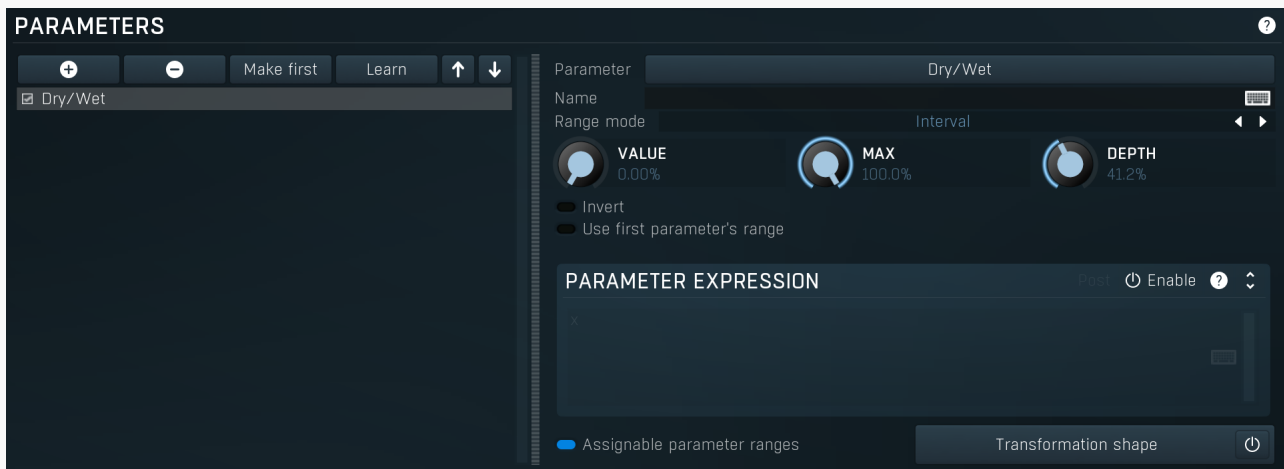 PARAMETERS
?
Make first Learn
Dry/Wet
Parameter Dry/Wet
Name
Range mode Interval
VALUE
0.00%
MAX
100.0%
DEPTH
41.2%
Invert
Use first parameter's range
PARAMETER EXPRESSION Post Enable ?
x
Assignable parameter ranges
Transformation shape